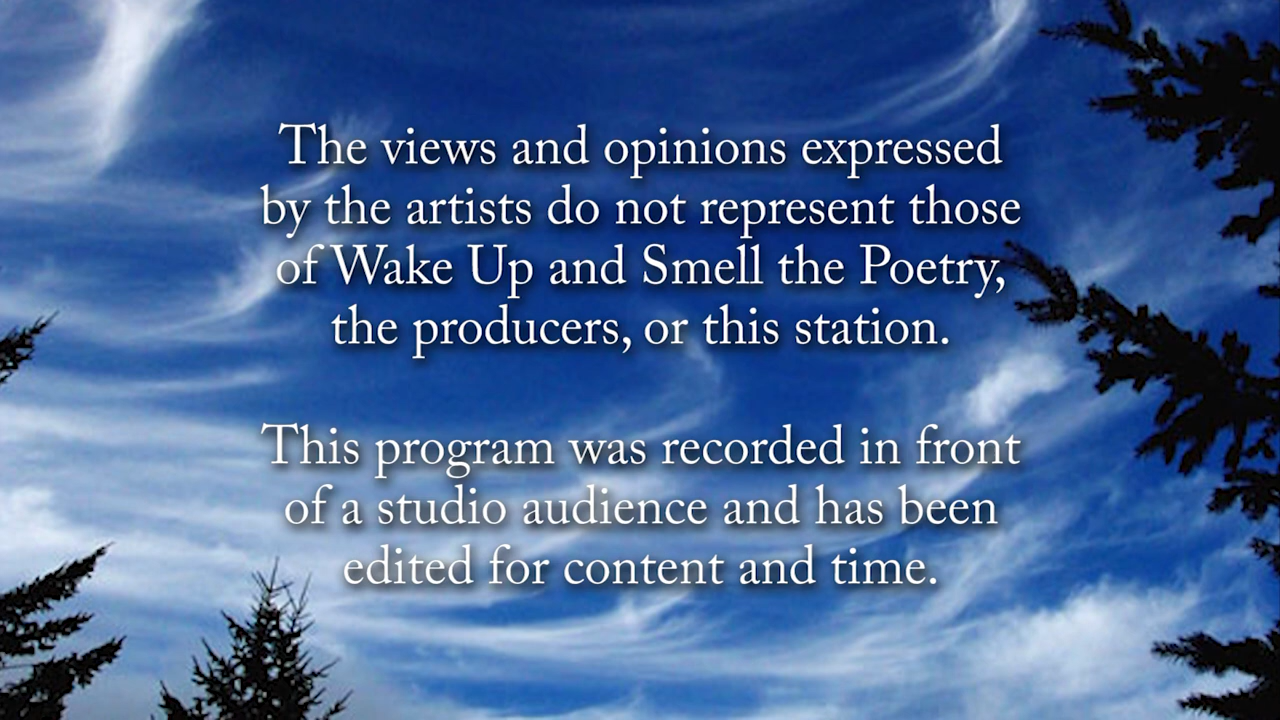 The views and opinions expressed
by the artists do not represent those
of Wake Up and Smell the Poetry,
the producers, or this station.
This program was recorded in front
of a studio audience and has been
edited for content and time.